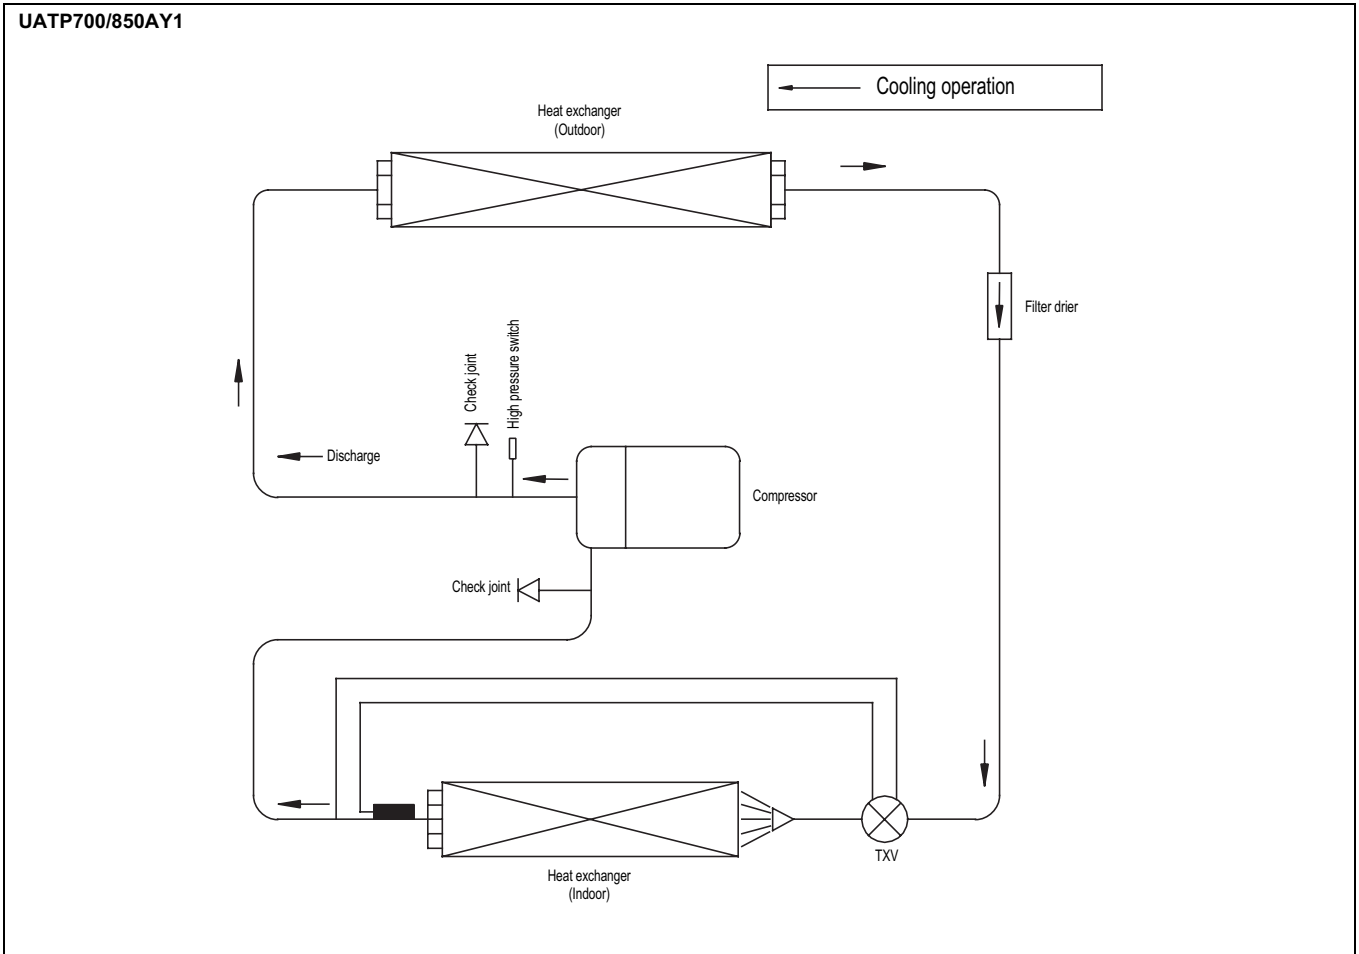 UATP700/850AY1
Cooling operation
Heat exchanger
(Outdoor)
Filter drier
Check joint
High pressure switch
Discharge
Compressor
Check joint
TXV
Heat exchanger
(Indoor)